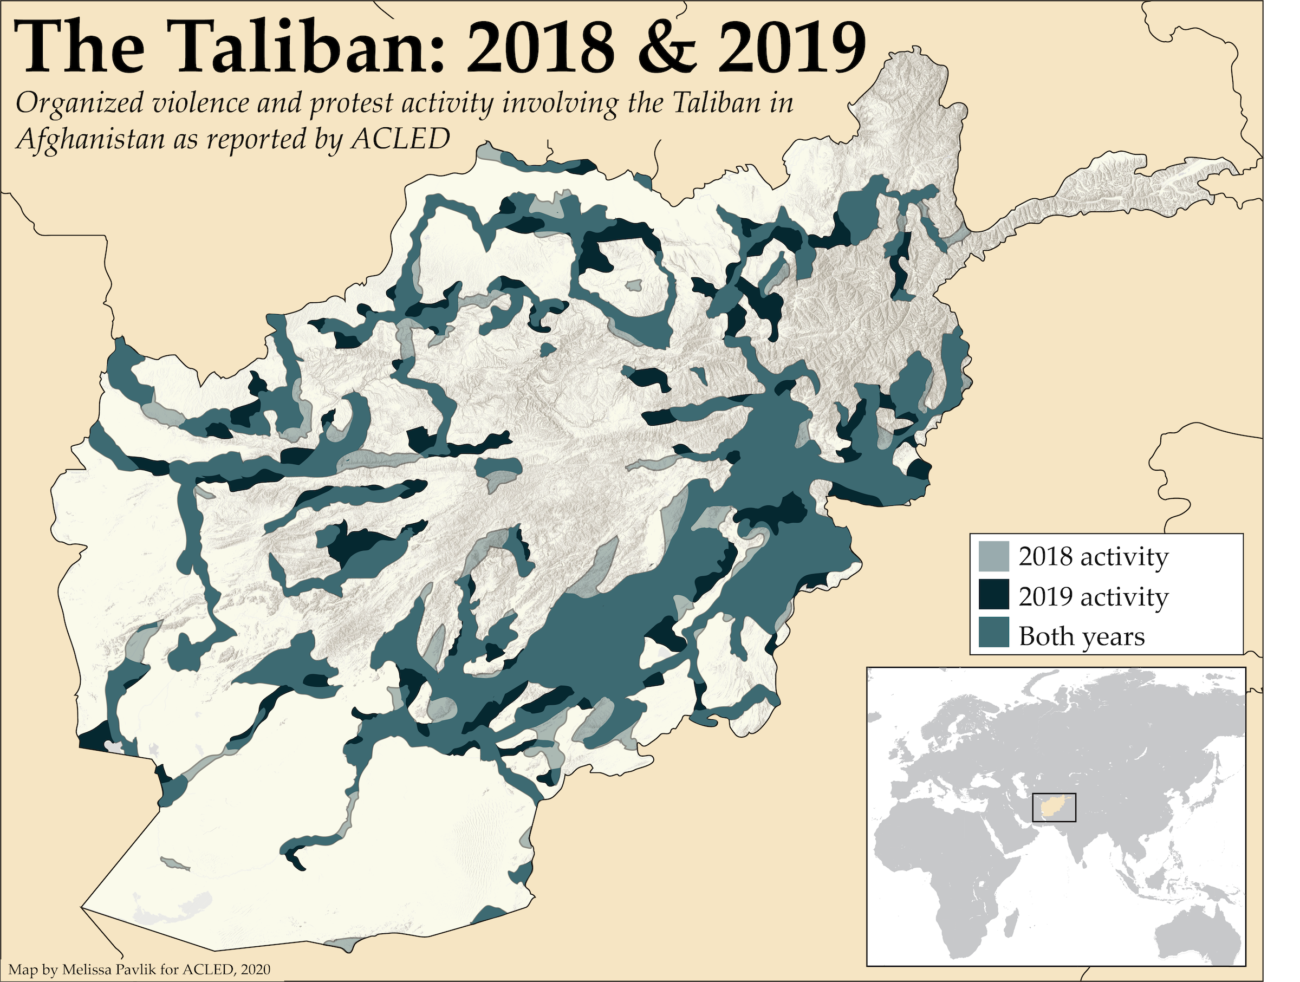 The Taliban: 2018 & 2019
Organized violence and protest activity involving the Taliban in
Afghanistan as reported by ACLED
2018 activity
2019 activity
Both years
Map by Melissa Pavlik for ACLED, 2020